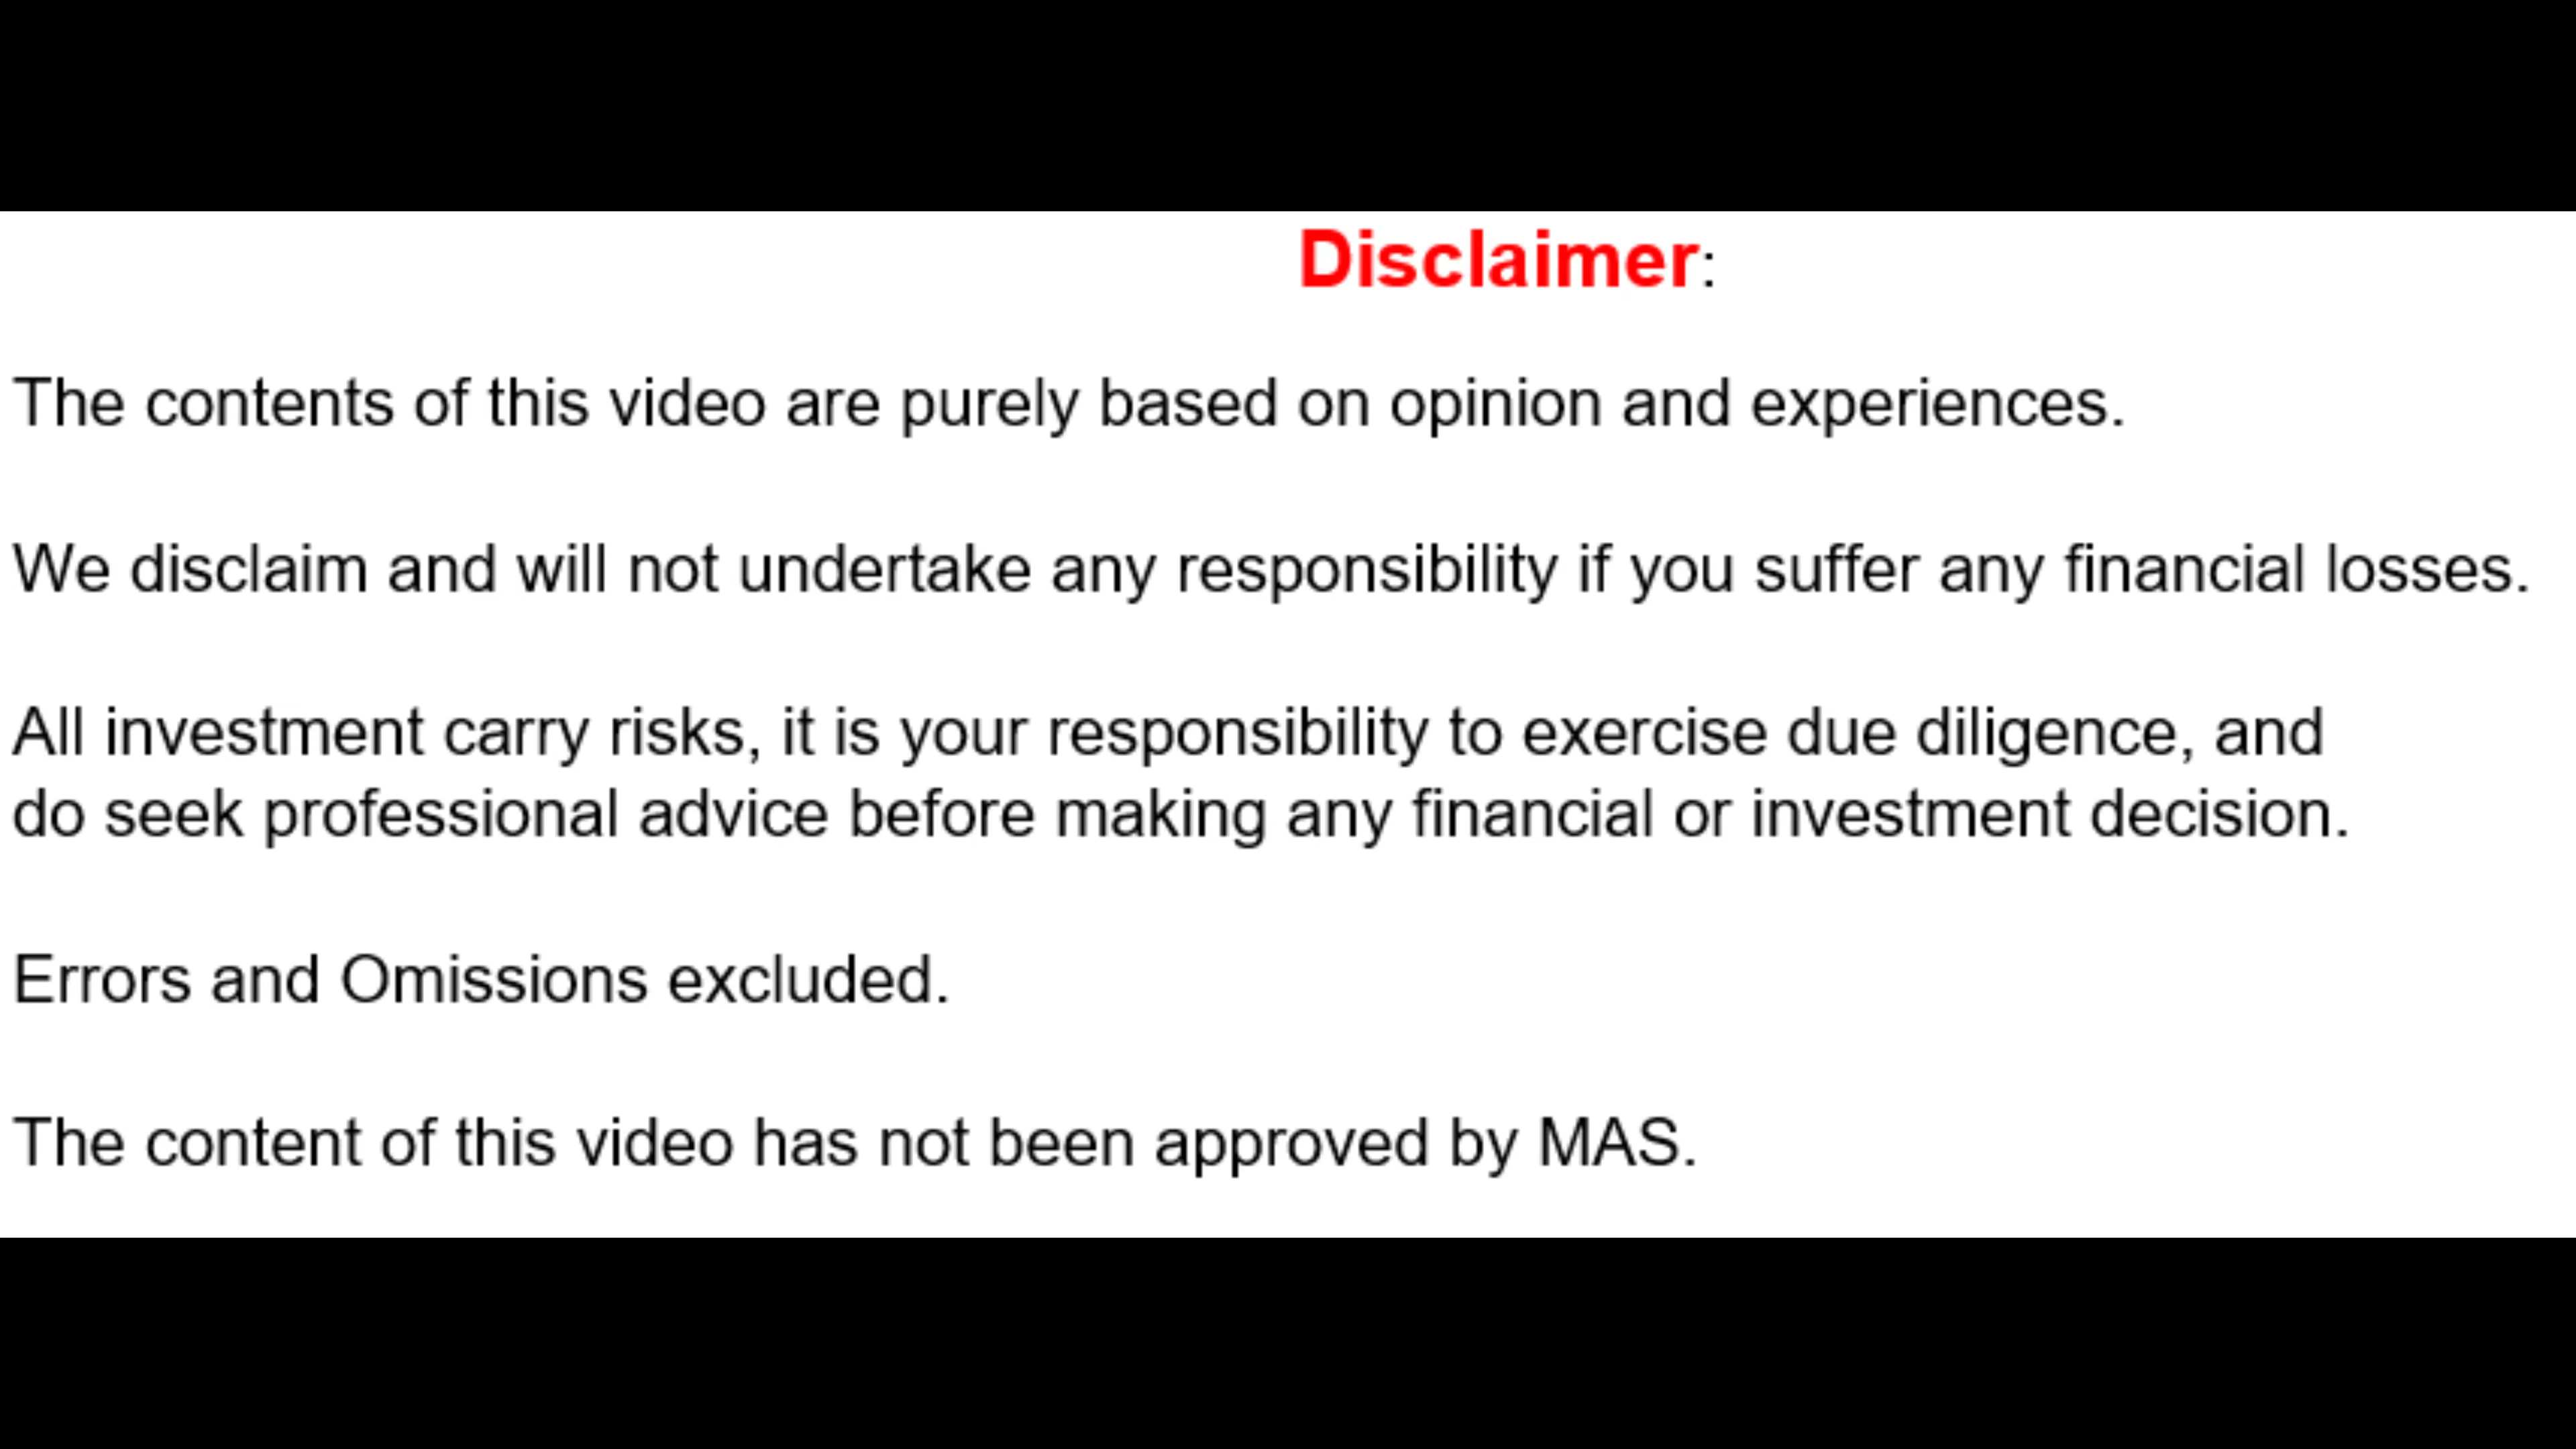 Disclaimer:
The contents of this video are purely based on opinion and experiences.
We disclaim and will not undertake any responsibility if you suffer any financial losses.
All investment carry risks, it is your responsibility to exercise due diligence, and
do seek professional advice before making any financial or investment decision.
Errors and Omissions excluded.
The content of this video has not been approved by MAS.